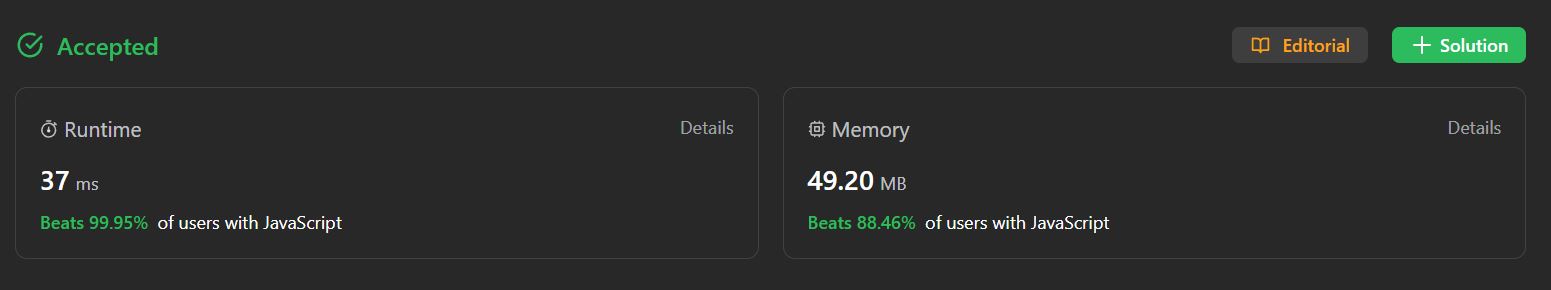 Accepted
Editorial
Solution
Runtime
Details
37 ms
Beats 99.95% of users with JavaScript
Memory
Details
49.20 MB
Beats 88.46% of users with JavaScript